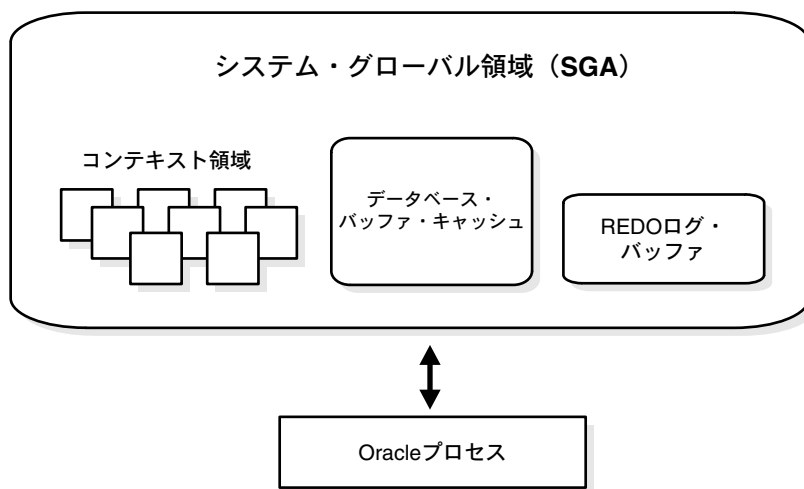 システム・グローバル領域（SGA）
コンテキスト領域
データベース・
バッファ・キャッシュ
REDOログ・
バッファ
Oracleプロセス